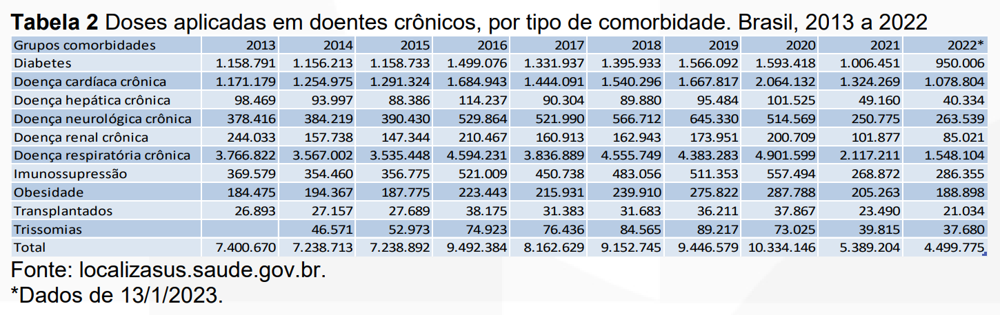 Tabela 2 Doses aplicadas em doentes crônicos, por tipo de comorbidade. Brasil, 2013 a 2022
Grupos comorbidades 2013 2014 2015 2016 2017 2018 2019 2020 2021 2022*
Diabetes 1.158.791 1.156.213 1.158.733 1.499.076 1.331.937 1.395.933 1.566.092 1.593.418 1.006.451 950.006
Doença cardíaca crônica 1.171.179 1.254.975 1.291.324 1.684.943 1.444.091 1.540.296 1.667.817 2.064.132 1.324.269 1.078.804
Doença hepática crônica 98.469 93.997 88.386 114.237 90.304 89.880 95.484 101.525 49.160 40.334
Doença neurológica crônica 378.416 384.219 390.430 529.864 521.990 566.712 645.330 514.569 250.775 263.539
Doença renal crônica 244.033 157.738 147.344 210.467 160.913 162.943 173.951 200.709 101.877 85.021
Doença respiratória crônica 3.766.822 3.567.002 3.535.448 4.594.231 3.836.889 4.555.749 4.383.283 4.901.599 2.117.211 1.548.104
Imunossupressão 369.579 354.460 356.775 521.009 450.738 483.056 511.353 557.494 268.872 286.355
Obesidade 184.475 194.367 187.775 223.443 215.931 239.910 275.822 287.788 205.263 188.898
Transplantados 26.893 27.157 27.689 38.175 31.383 31.683 36.211 37.867 23.490 21.034
Trissomias 46.571 52.973 74.923 76.436 84.565 89.217 73.025 39.815 37.680
Total 7.400.670 7.238.713 7.238.892 9.492.384 8.162.629 9.152.745 9.446.579 10.334.146 5.389.204 4.499.775
Fonte: localizasus.saude.gov.br.
*Dados de 13/1/2023.